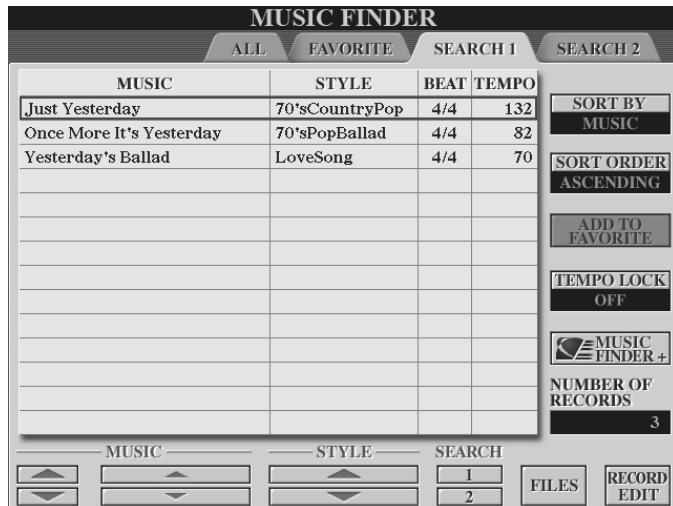 MUSIC FINDER
ALL FAVORITE SEARCH 1 SEARCH 2
MUSIC STYLE BEAT TEMPO
Just Yesterday 70'sCountryPop 4/4 132
Once More It's Yesterday 70'sPopBallad 4/4 82
Yesterday's Ballad LoveSong 4/4 70
SORT BY
MUSIC
SORT ORDER
ASCENDING
ADD TO
FAVORITE
TEMPO LOCK
OFF
MUSIC
FINDER +
NUMBER OF
RECORDS
3
MUSIC STYLE SEARCH
1
2
FILES
RECORD
EDIT